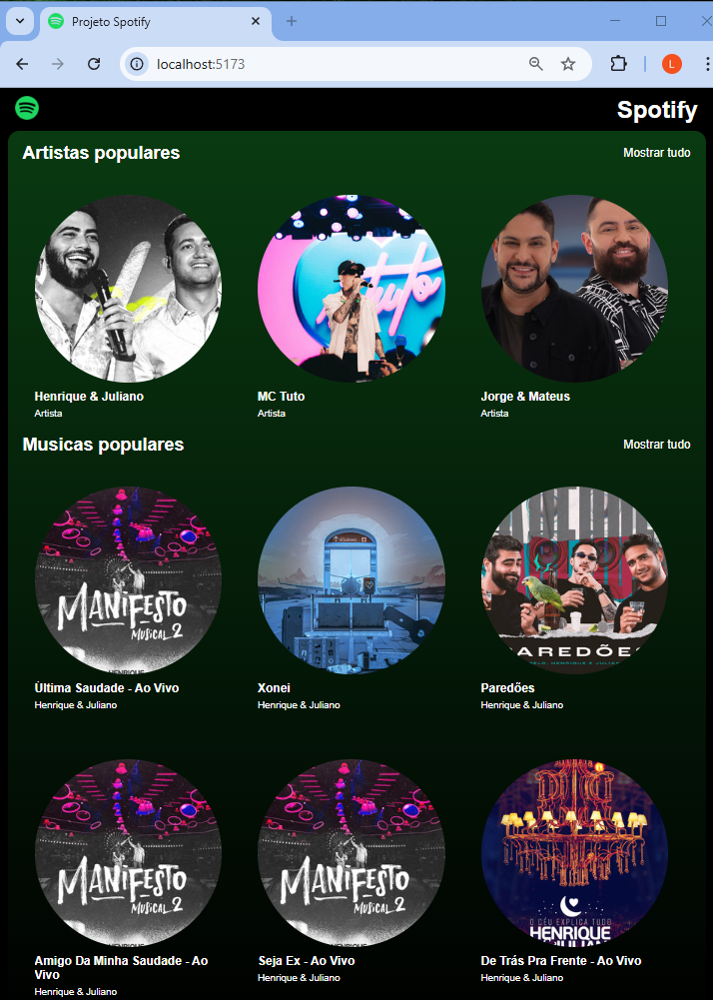 Projeto Spotify
localhost:5173
L
Spotify
Artistas populares
Mostrar tudo
tuto
Henrique & Juliano
Artista
MC Tuto
Artista
Jorge & Mateus
Artista
Musicas populares
Mostrar tudo
MANIFESTO
MUSICAL 2
HENRIQUE
PAREDÕES
Última Saudade - Ao Vivo
Henrique & Juliano
Xonei
Henrique & Juliano
Paredões
Henrique & Juliano
MANIFESTO
MUSICAL 2
MANIFESTO
MUSICAL 2
O CÉU EXPLICA TUDO
HENRIQUE
Amigo Da Minha Saudade - Ao
Vivo
Henrique & Juliano
Seja Ex - Ao Vivo
Henrique & Juliano
De Trás Pra Frente - Ao Vivo
Henrique & Juliano